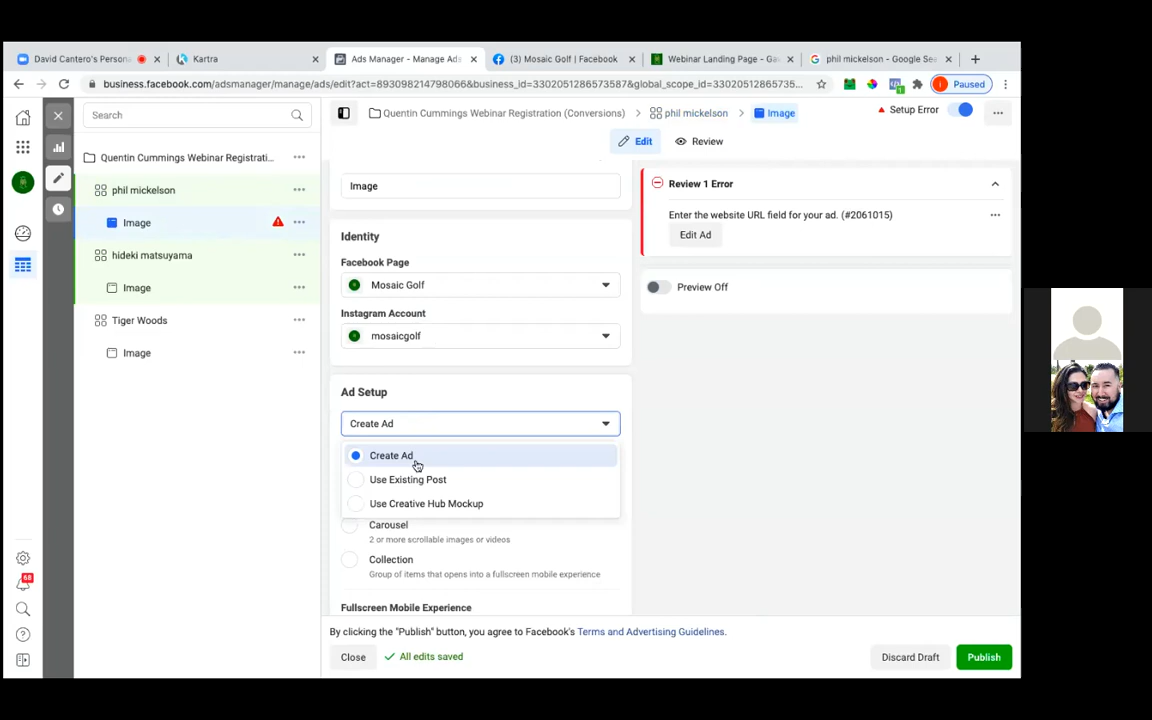 David Cantero's Persona
Kartra
Ads Manager - Manage Ads
(3) Mosaic Golf | Facebook
Webinar Landing Page - Ga
phil mickelson - Google Se
business.facebook.com/adsmanager/manage/ads/edit?act=893098214798066&business_id=3302051286573587&global_scope_id=33020512865735...
Paused
Search
Quentin Cummings Webinar Registration (Conversions)
phil mickelson
Image
Setup Error
Edit
Review
Quentin Cummings Webinar Registrati...
phil mickelson
Image
hideki matsuyama
Image
Tiger Woods
Image
Image
Identity
Facebook Page
Mosaic Golf
Instagram Account
mosaicgolf
Ad Setup
Create Ad
Create Ad
Use Existing Post
Use Creative Hub Mockup
Carousel
2 or more scrollable images or videos
Collection
Group of items that opens into a fullscreen mobile experience
Fullscreen Mobile Experience
Review 1 Error
Enter the website URL field for your ad. (#2061015)
Edit Ad
Preview Off
68
By clicking the "Publish" button, you agree to Facebook's Terms and Advertising Guidelines.
Close
All edits saved
Discard Draft
Publish